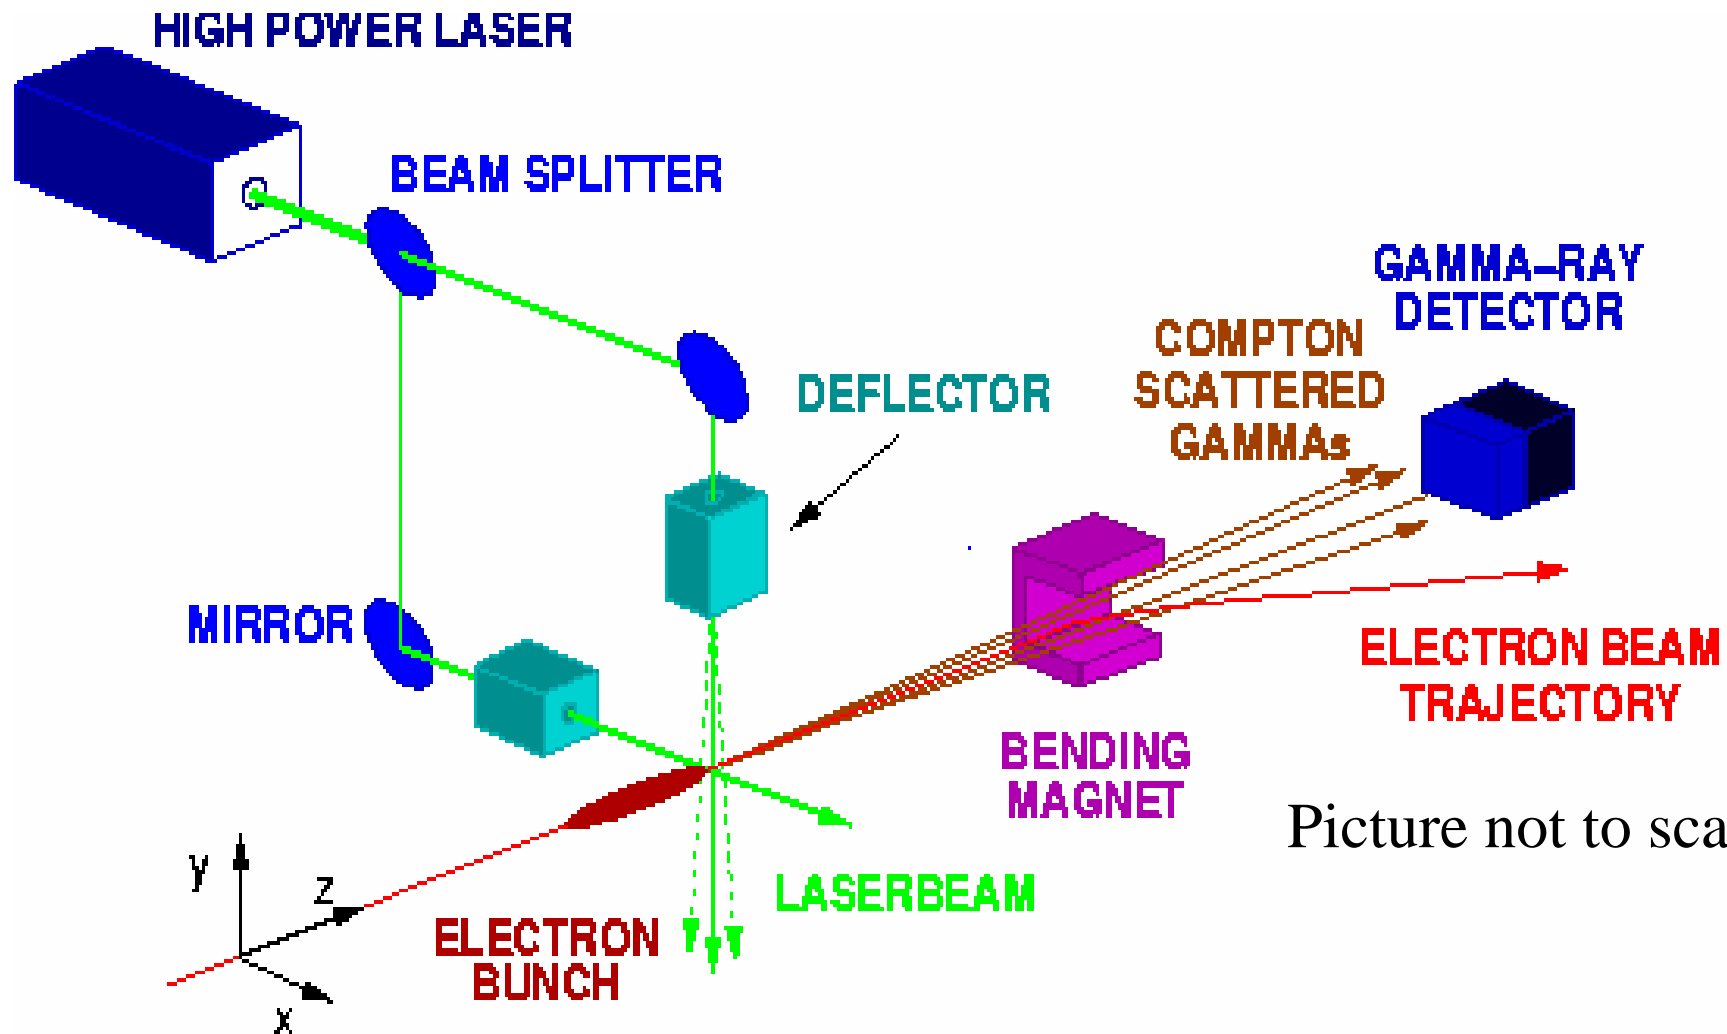 HIGH POWER LASER
BEAM SPLITTER
GAMMA–RAY
DETECTOR
COMPTON
SCATTERED
GAMMAs
DEFLECTOR
MIRROR
ELECTRON BEAM
TRAJECTORY
BENDING
MAGNET
Picture not to sca
y
z
LASERBEAM
ELECTRON
BUNCH
x